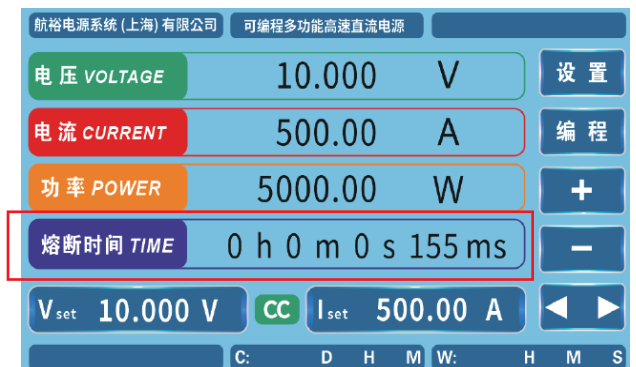 航裕电源系统(上海)有限公司 可编程多功能高速直流电源
电压 VOLTAGE 10.000 V 设置
电流 CURRENT 500.00 A 编程
功率 POWER 5000.00 W +
熔断时间 TIME 0 h 0 m 0 s 155 ms −
Vset 10.000 V CC Iset 500.00 A ◀ ▶
C: D H M W: H M S